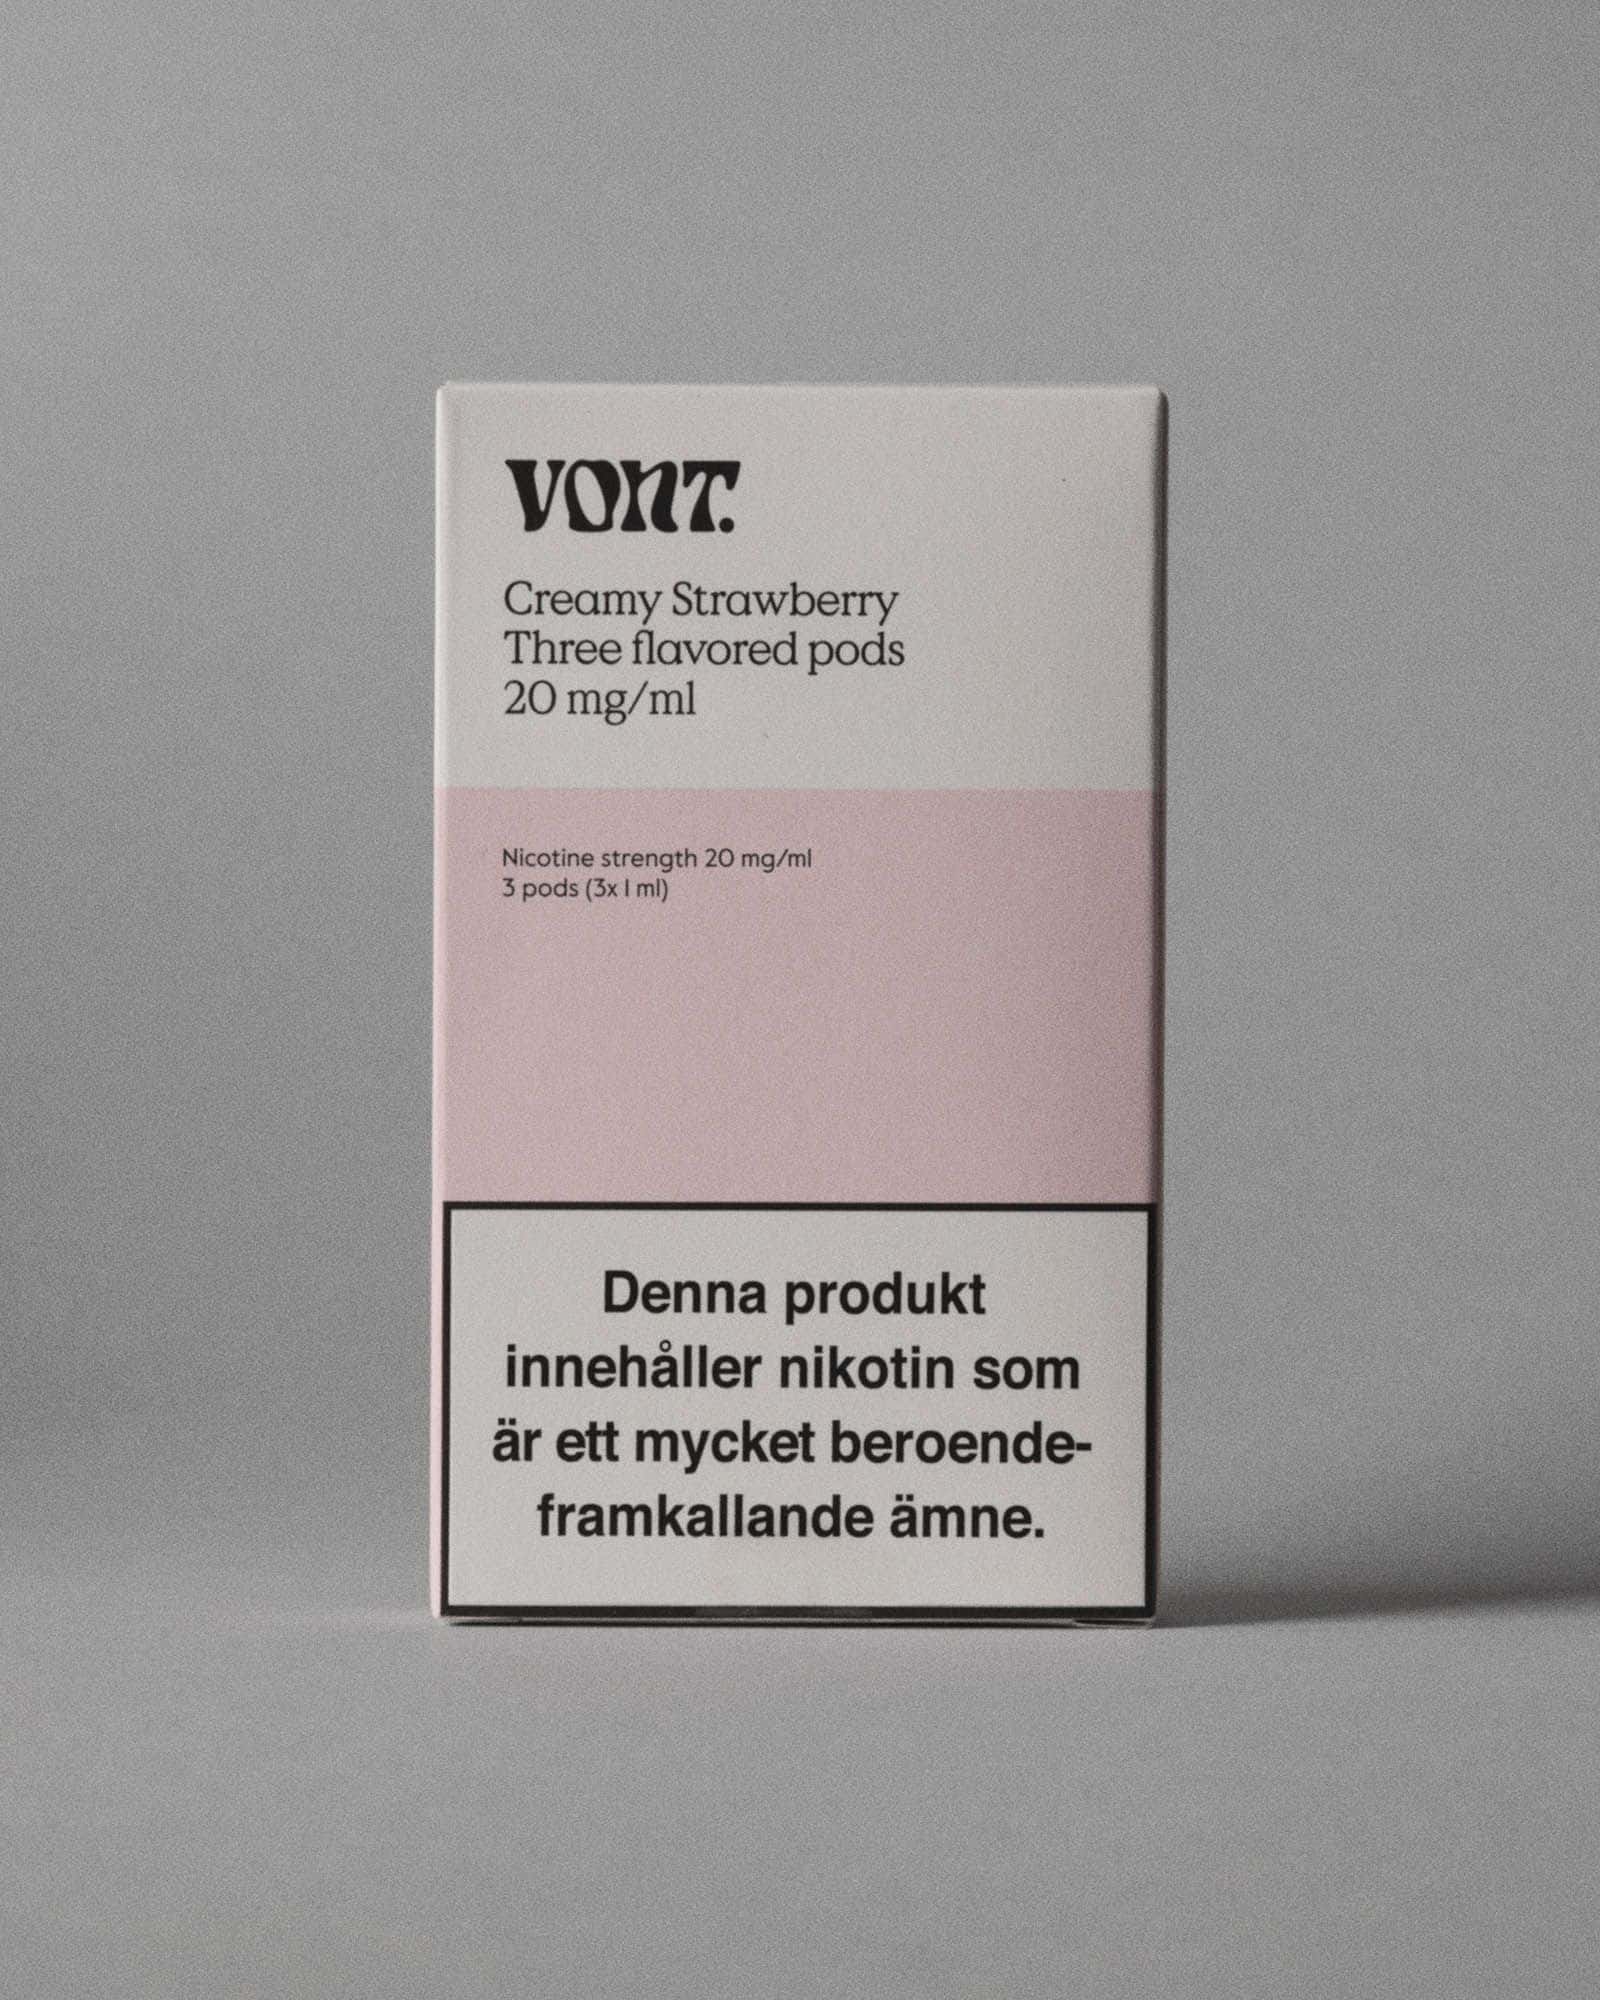 VONT.
Creamy Strawberry
Three flavored pods
20 mg/ml
Nicotine strength 20 mg/ml
3 pods (3x 1 ml)
Denna produkt
innehåller nikotin som
är ett mycket beroende-
framkallande ämne.